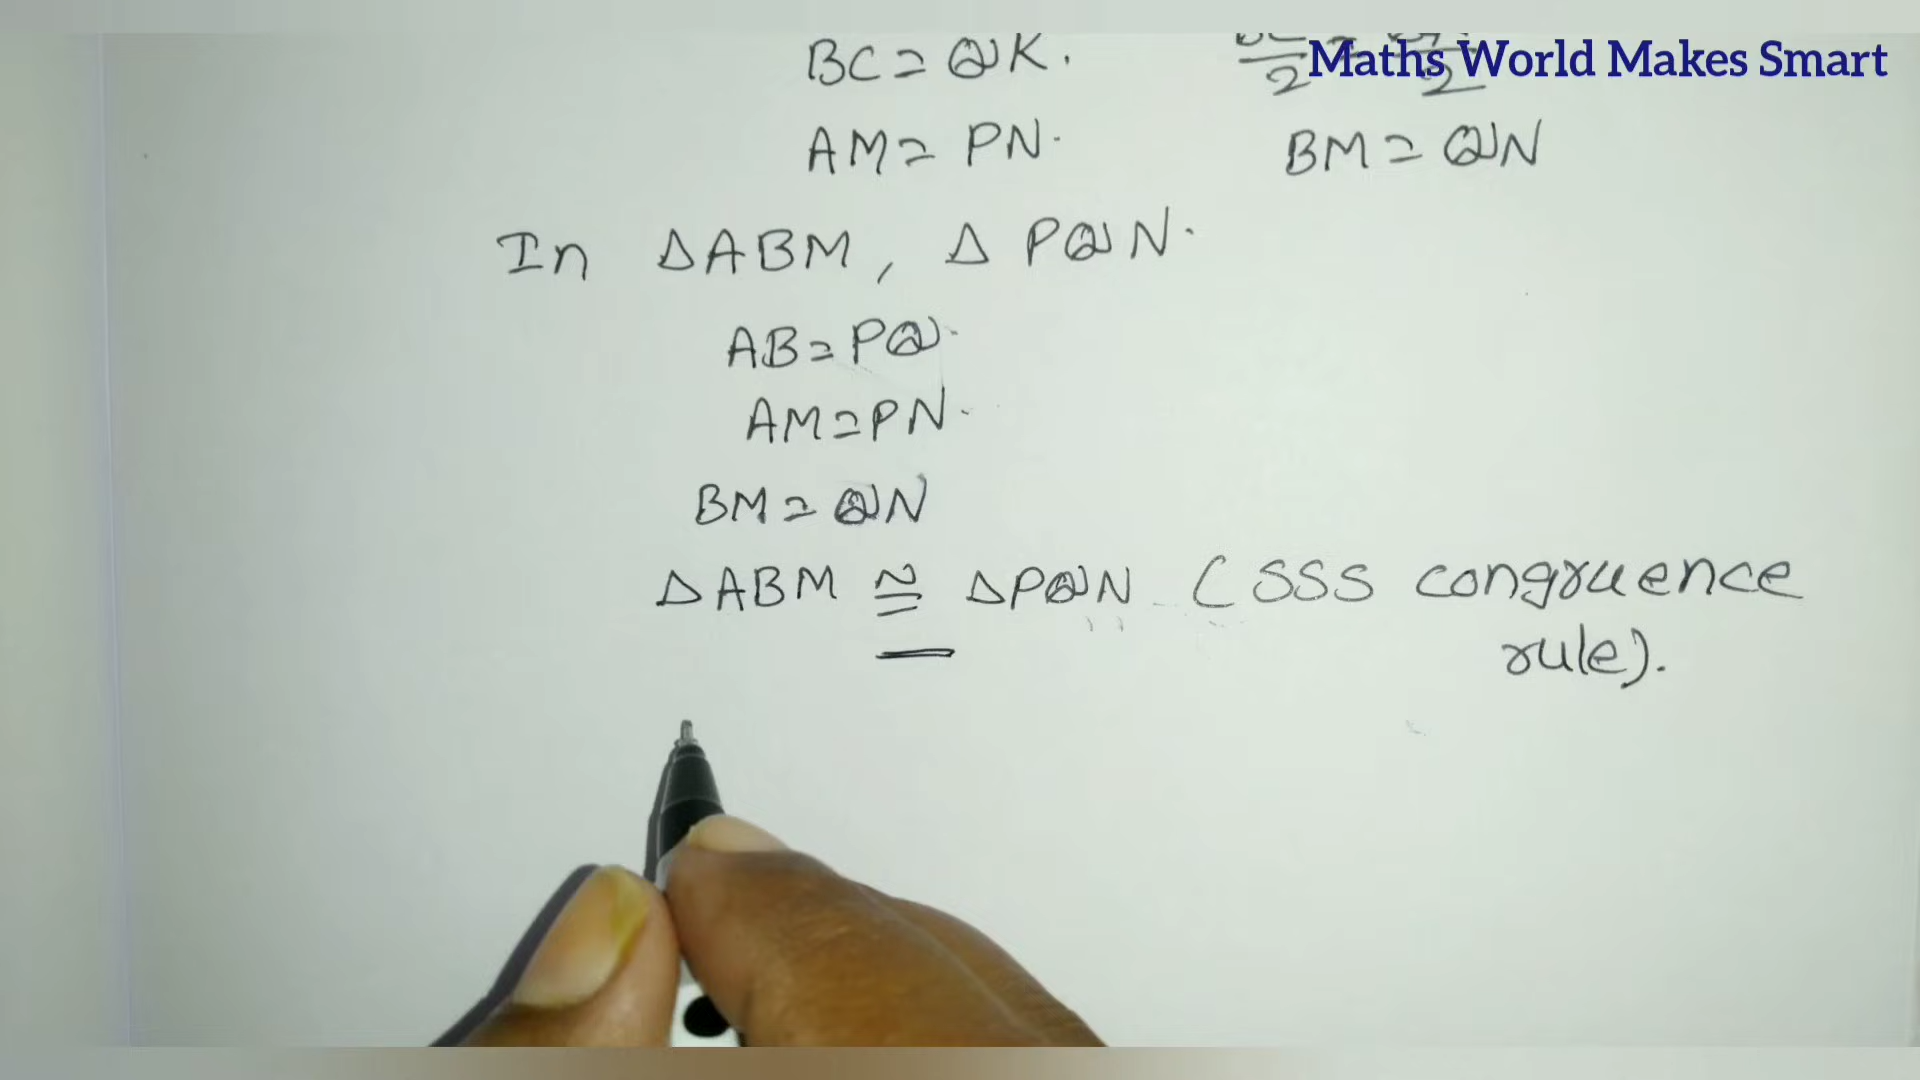 BC = QK.
Maths World Makes Smart
AM = PN.
BM = QN
In ΔABM, Δ PQN.
AB = PQ.
AM = PN.
BM = QN
ΔABM ≅ ΔPQN (SSS congruence
rule).